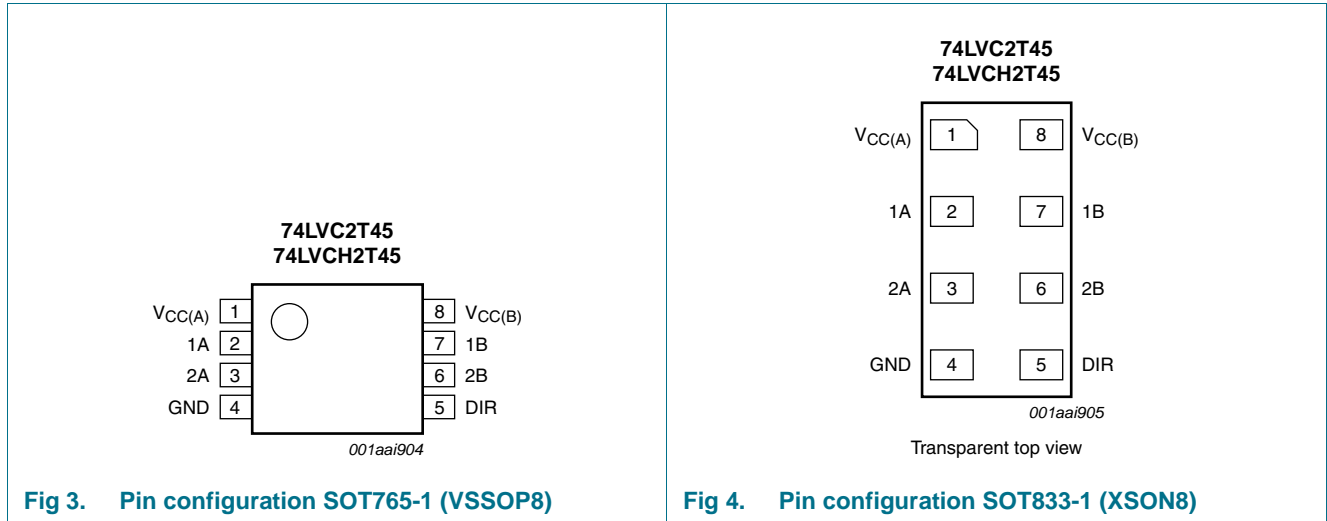 74LVC2T45
74LVCH2T45
VCC(A) 1 8 VCC(B)
1A 2 7 1B
2A 3 6 2B
GND 4 5 DIR
001aai904
Fig 3. Pin configuration SOT765-1 (VSSOP8)
74LVC2T45
74LVCH2T45
VCC(A) 1 8 VCC(B)
1A 2 7 1B
2A 3 6 2B
GND 4 5 DIR
001aai905
Transparent top view
Fig 4. Pin configuration SOT833-1 (XSON8)